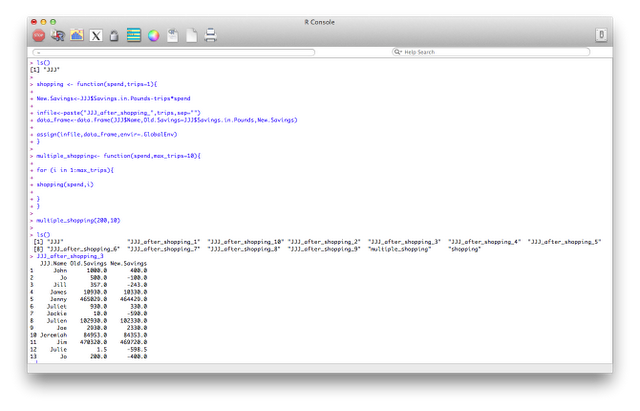 R Console
Help Search
> ls()
[1] "JJJ"
>
> shopping <- function(spend,trips=1){
+
+ New.Savings<-JJJ$Savings.in.Pounds-trips*spend
+
+ infile<-paste("JJJ_after_shopping_",trips,sep="")
+ data_frame<-data.frame(JJJ$Name,Old.Savings=JJJ$Savings.in.Pounds,New.Savings)
+
+ assign(infile,data_frame,envir=.GlobalEnv)
+ }
>
> multiple_shopping<- function(spend,max_trips=10){
+
+ for (i in 1:max_trips){
+
+ shopping(spend,i)
+
+ }
+ }
>
> multiple_shopping(200,10)
>
> ls()
[1] "JJJ" "JJJ_after_shopping_1" "JJJ_after_shopping_10" "JJJ_after_shopping_2" "JJJ_after_shopping_3" "JJJ_after_shopping_4" "JJJ_after_shopping_5"
[8] "JJJ_after_shopping_6" "JJJ_after_shopping_7" "JJJ_after_shopping_8" "JJJ_after_shopping_9" "multiple_shopping" "shopping"
> JJJ_after_shopping_3
JJJ.Name Old.Savings New.Savings
1 John 1000.0 400.0
2 Jo 500.0 -100.0
3 Jill 357.0 -243.0
4 James 10930.0 10330.0
5 Jenny 465029.0 464429.0
6 Juliet 930.0 330.0
7 Jackie 10.0 -590.0
8 Julien 102930.0 102330.0
9 Joe 2930.0 2330.0
10 Jeremiah 84953.0 84353.0
11 Jim 470320.0 469720.0
12 Julie 1.5 -598.5
13 Jo 200.0 -400.0